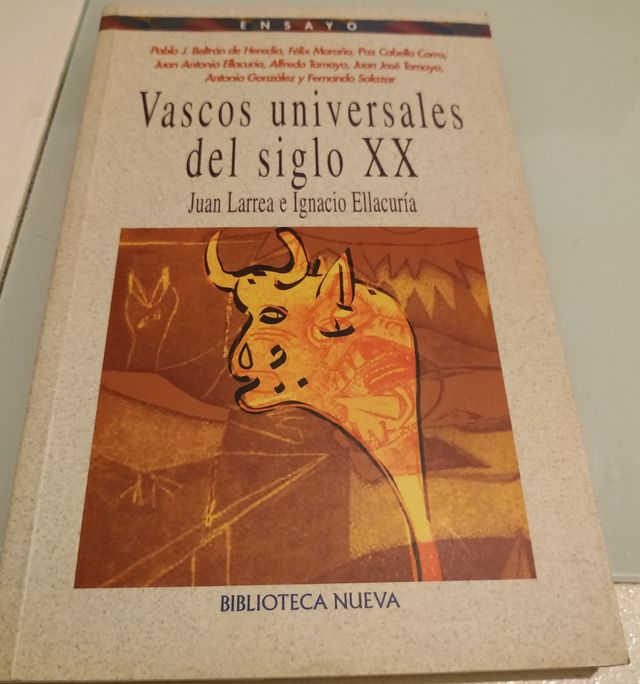 ENSAYO
Pablo J. Beltrán de Heredia, Félix Maraña, Paz Cabello Carro,
Juan Antonio Ellacuría, Alfredo Tamayo, Juan José Tamayo,
Antonio González y Fernando Salazar
Vascos universales
del siglo XX
Juan Larrea e Ignacio Ellacuría
BIBLIOTECA NUEVA